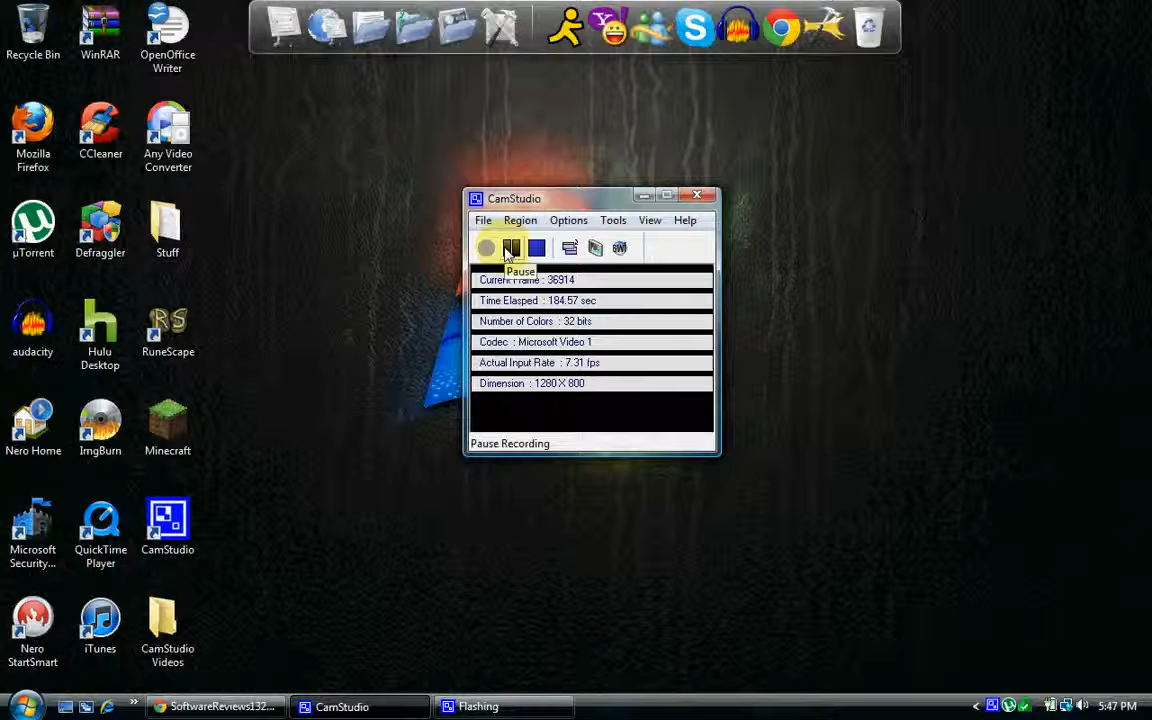 Recycle Bin
WinRAR
OpenOffice
Writer
Mozilla
Firefox
CCleaner
Any Video
Converter
µTorrent
Defraggler
Stuff
audacity
Hulu
Desktop
RuneScape
Nero Home
ImgBurn
Minecraft
Microsoft
Security...
QuickTime
Player
CamStudio
Nero
StartSmart
iTunes
CamStudio
Videos
CamStudio
File Region Options Tools View Help
Pause
Current Frame : 36914
Time Elasped : 184.57 sec
Number of Colors : 32 bits
Codec : Microsoft Video 1
Actual Input Rate : 7.31 fps
Dimension : 1280 X 800
Pause Recording
SoftwareReviews132...
CamStudio
Flashing
5:47 PM